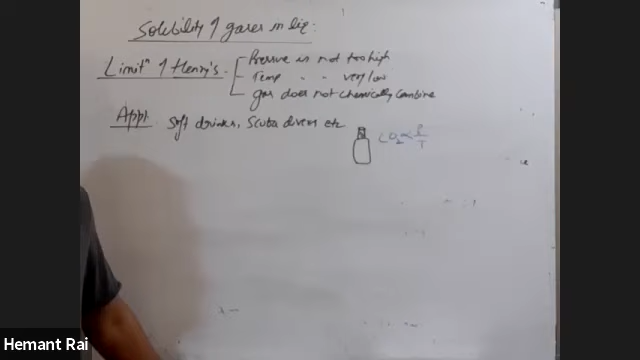 Solubility of gases in liq:
Limitⁿ of Henry's
Pressure is not too high
Temp " " very low
gas does not chemically combine
Appl. Soft drinks, Scuba divers etc
CO₂ ∝ P/T
Hemant Rai